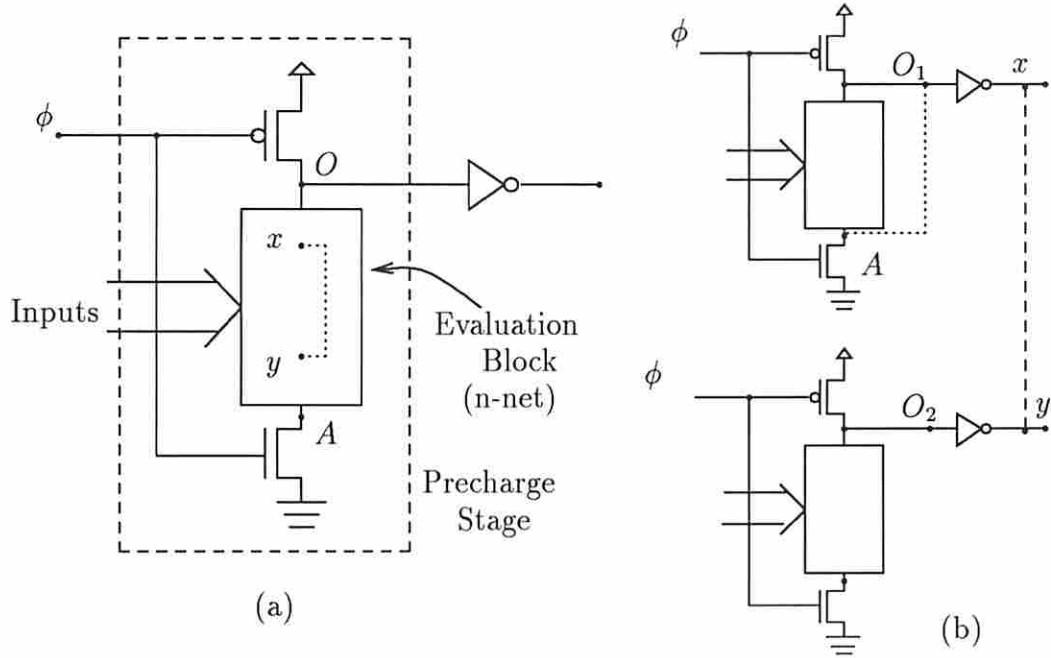 ϕ
O
x
y
Inputs
Evaluation
Block
(n-net)
A
Precharge
Stage
(a)
ϕ
O₁
x
A
ϕ
O₂
y
(b)